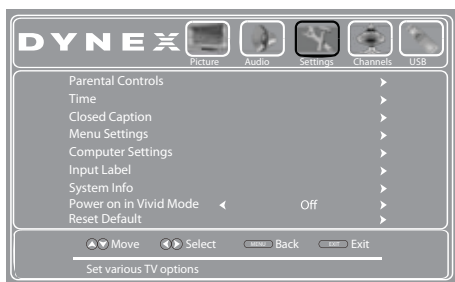 DYNEX
Picture Audio Settings Channels USB
Parental Controls
Time
Closed Caption
Menu Settings
Computer Settings
Input Label
System Info
Power on in Vivid Mode Off
Reset Default
Move Select MENU Back EXIT Exit
Set various TV options